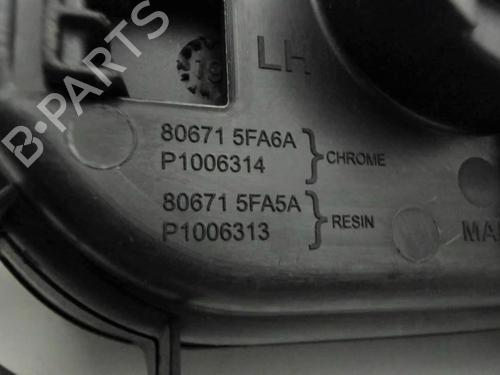 B-PARTS
LH
80671 5FA6A
P1006314
CHROME
80671 5FA5A
P1006313
RESIN